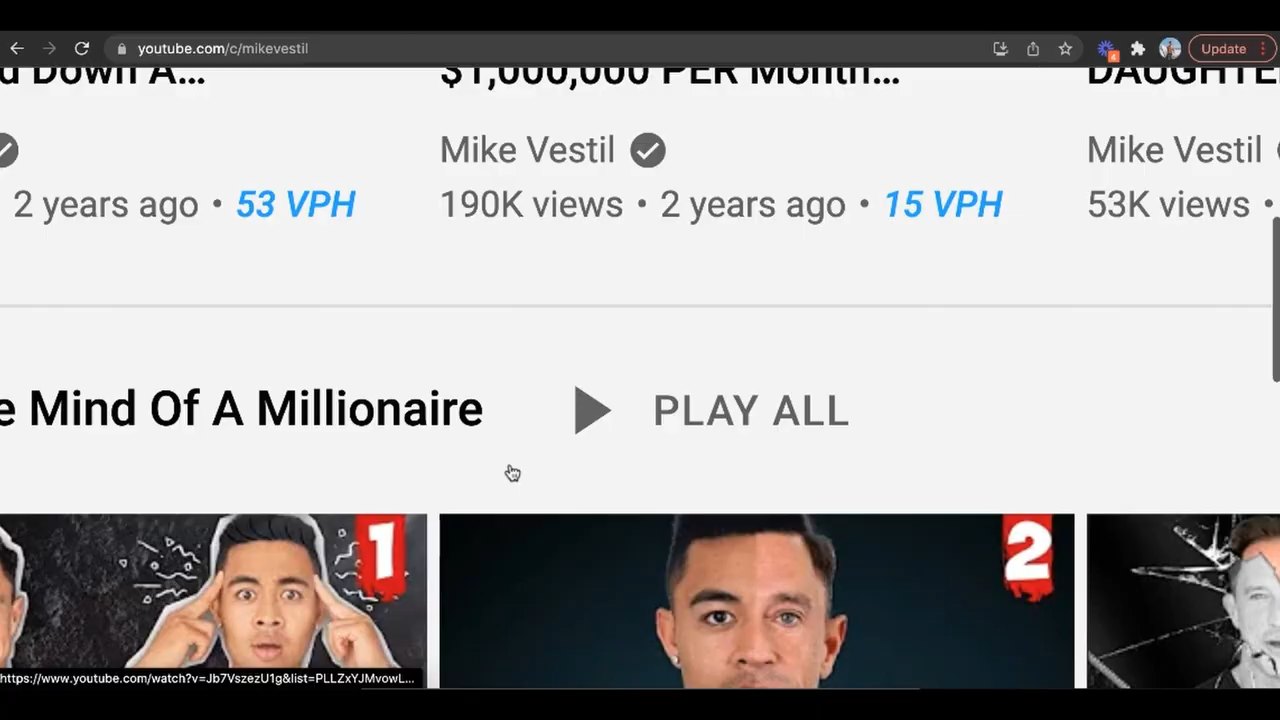 youtube.com/c/mikevestil
Update
4
d Down A...
$1,000,000 PER Month...
DAUGHTE
Mike Vestil
Mike Vestil
2 years ago • 53 VPH
190K views • 2 years ago • 15 VPH
53K views •
e Mind Of A Millionaire
PLAY ALL
1
2
https://www.youtube.com/watch?v=Jb7VszezU1g&list=PLLZxYJMvowL...